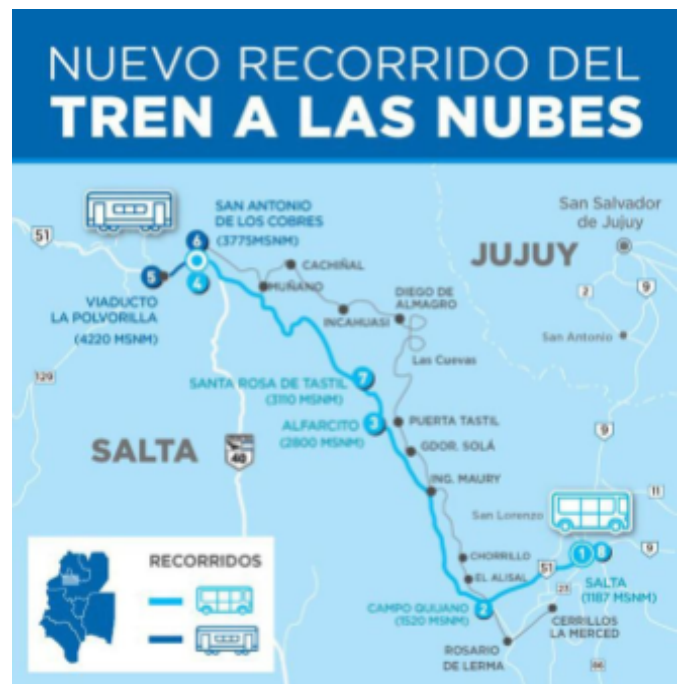 NUEVO RECORRIDO DEL
TREN A LAS NUBES
51
6
SAN ANTONIO
DE LOS COBRES
(3775MSNM)
San Salvador
de Jujuy
JUJUY
5
4
CACHIÑAL
MUÑANO
VIADUCTO
LA POLVORILLA
(4220 MSNM)
INCAHUASI
DIEGO DE
ALMAGRO
2
9
San Antonio
Las Cuevas
129
7
SANTA ROSA DE TASTIL
(3110 MSNM)
3
ALFARCITO
(2800 MSNM)
PUERTA TASTIL
9
SALTA
40
GDOR. SOLÁ
ING. MAURY
11
San Lorenzo
RECORRIDOS
CHORRILLO
51
1
8
9
EL ALISAL
23
SALTA
(1187 MSNM)
CAMPO QUIJANO
(1520 MSNM)
2
CERRILLOS
LA MERCED
ROSARIO
DE LERMA